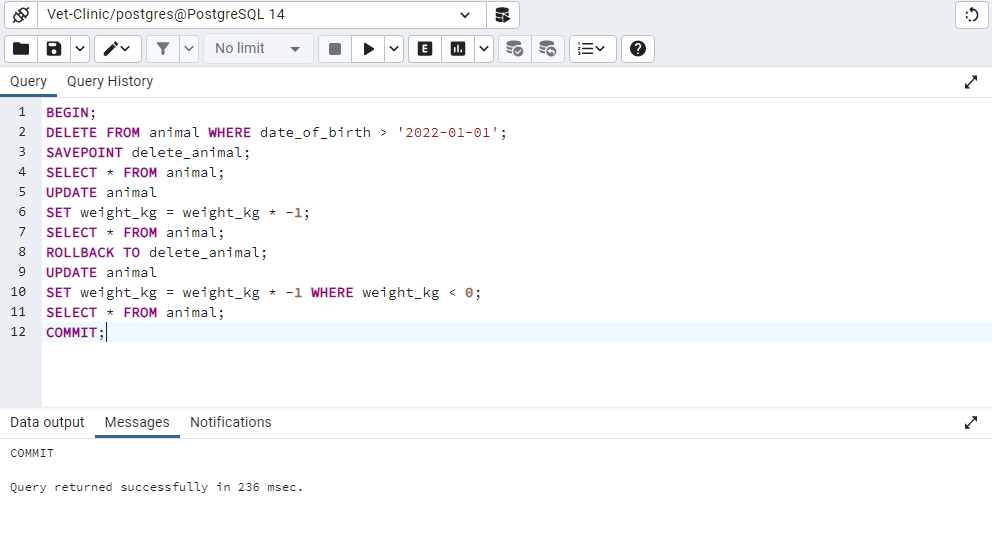 Vet-Clinic/postgres@PostgreSQL 14
No limit
E
Query Query History
1 BEGIN;
2 DELETE FROM animal WHERE date_of_birth > '2022-01-01';
3 SAVEPOINT delete_animal;
4 SELECT * FROM animal;
5 UPDATE animal
6 SET weight_kg = weight_kg * -1;
7 SELECT * FROM animal;
8 ROLLBACK TO delete_animal;
9 UPDATE animal
10 SET weight_kg = weight_kg * -1 WHERE weight_kg < 0;
11 SELECT * FROM animal;
12 COMMIT;
Data output Messages Notifications
COMMIT
Query returned successfully in 236 msec.